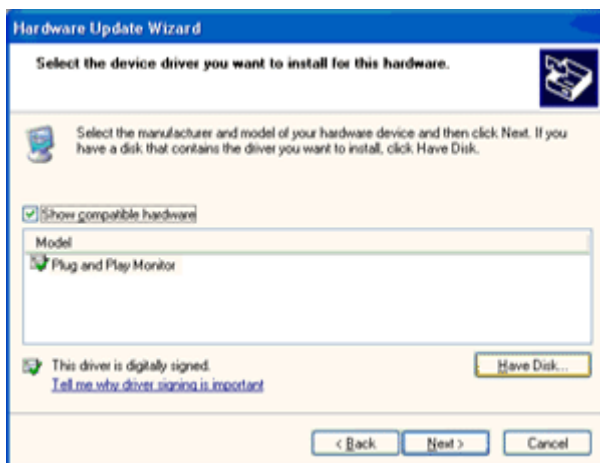 Hardware Update Wizard
Select the device driver you want to install for this hardware.
Select the manufacturer and model of your hardware device and then click Next. If you
have a disk that contains the driver you want to install, click Have Disk.
Show compatible hardware
Model
Plug and Play Monitor
This driver is digitally signed.
Have Disk...
Tell me why driver signing is important
< Back
Next >
Cancel